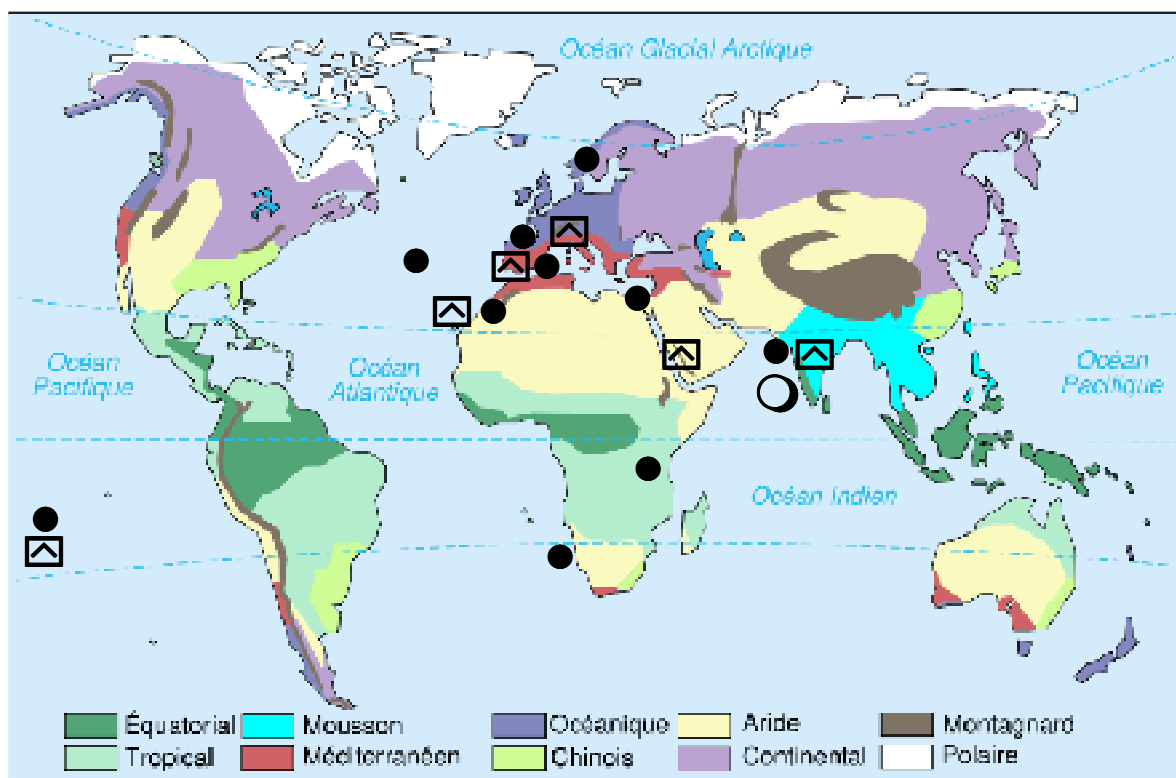 Océan Glacial Arctique
Océan
Pacifique
Océan
Atlantique
Océan
Pacifique
Océan Indian
Équatorial
Mousson
Océanique
Aride
Montagnard
Tropical
Méditerranéen
Chinois
Continental
Polaire